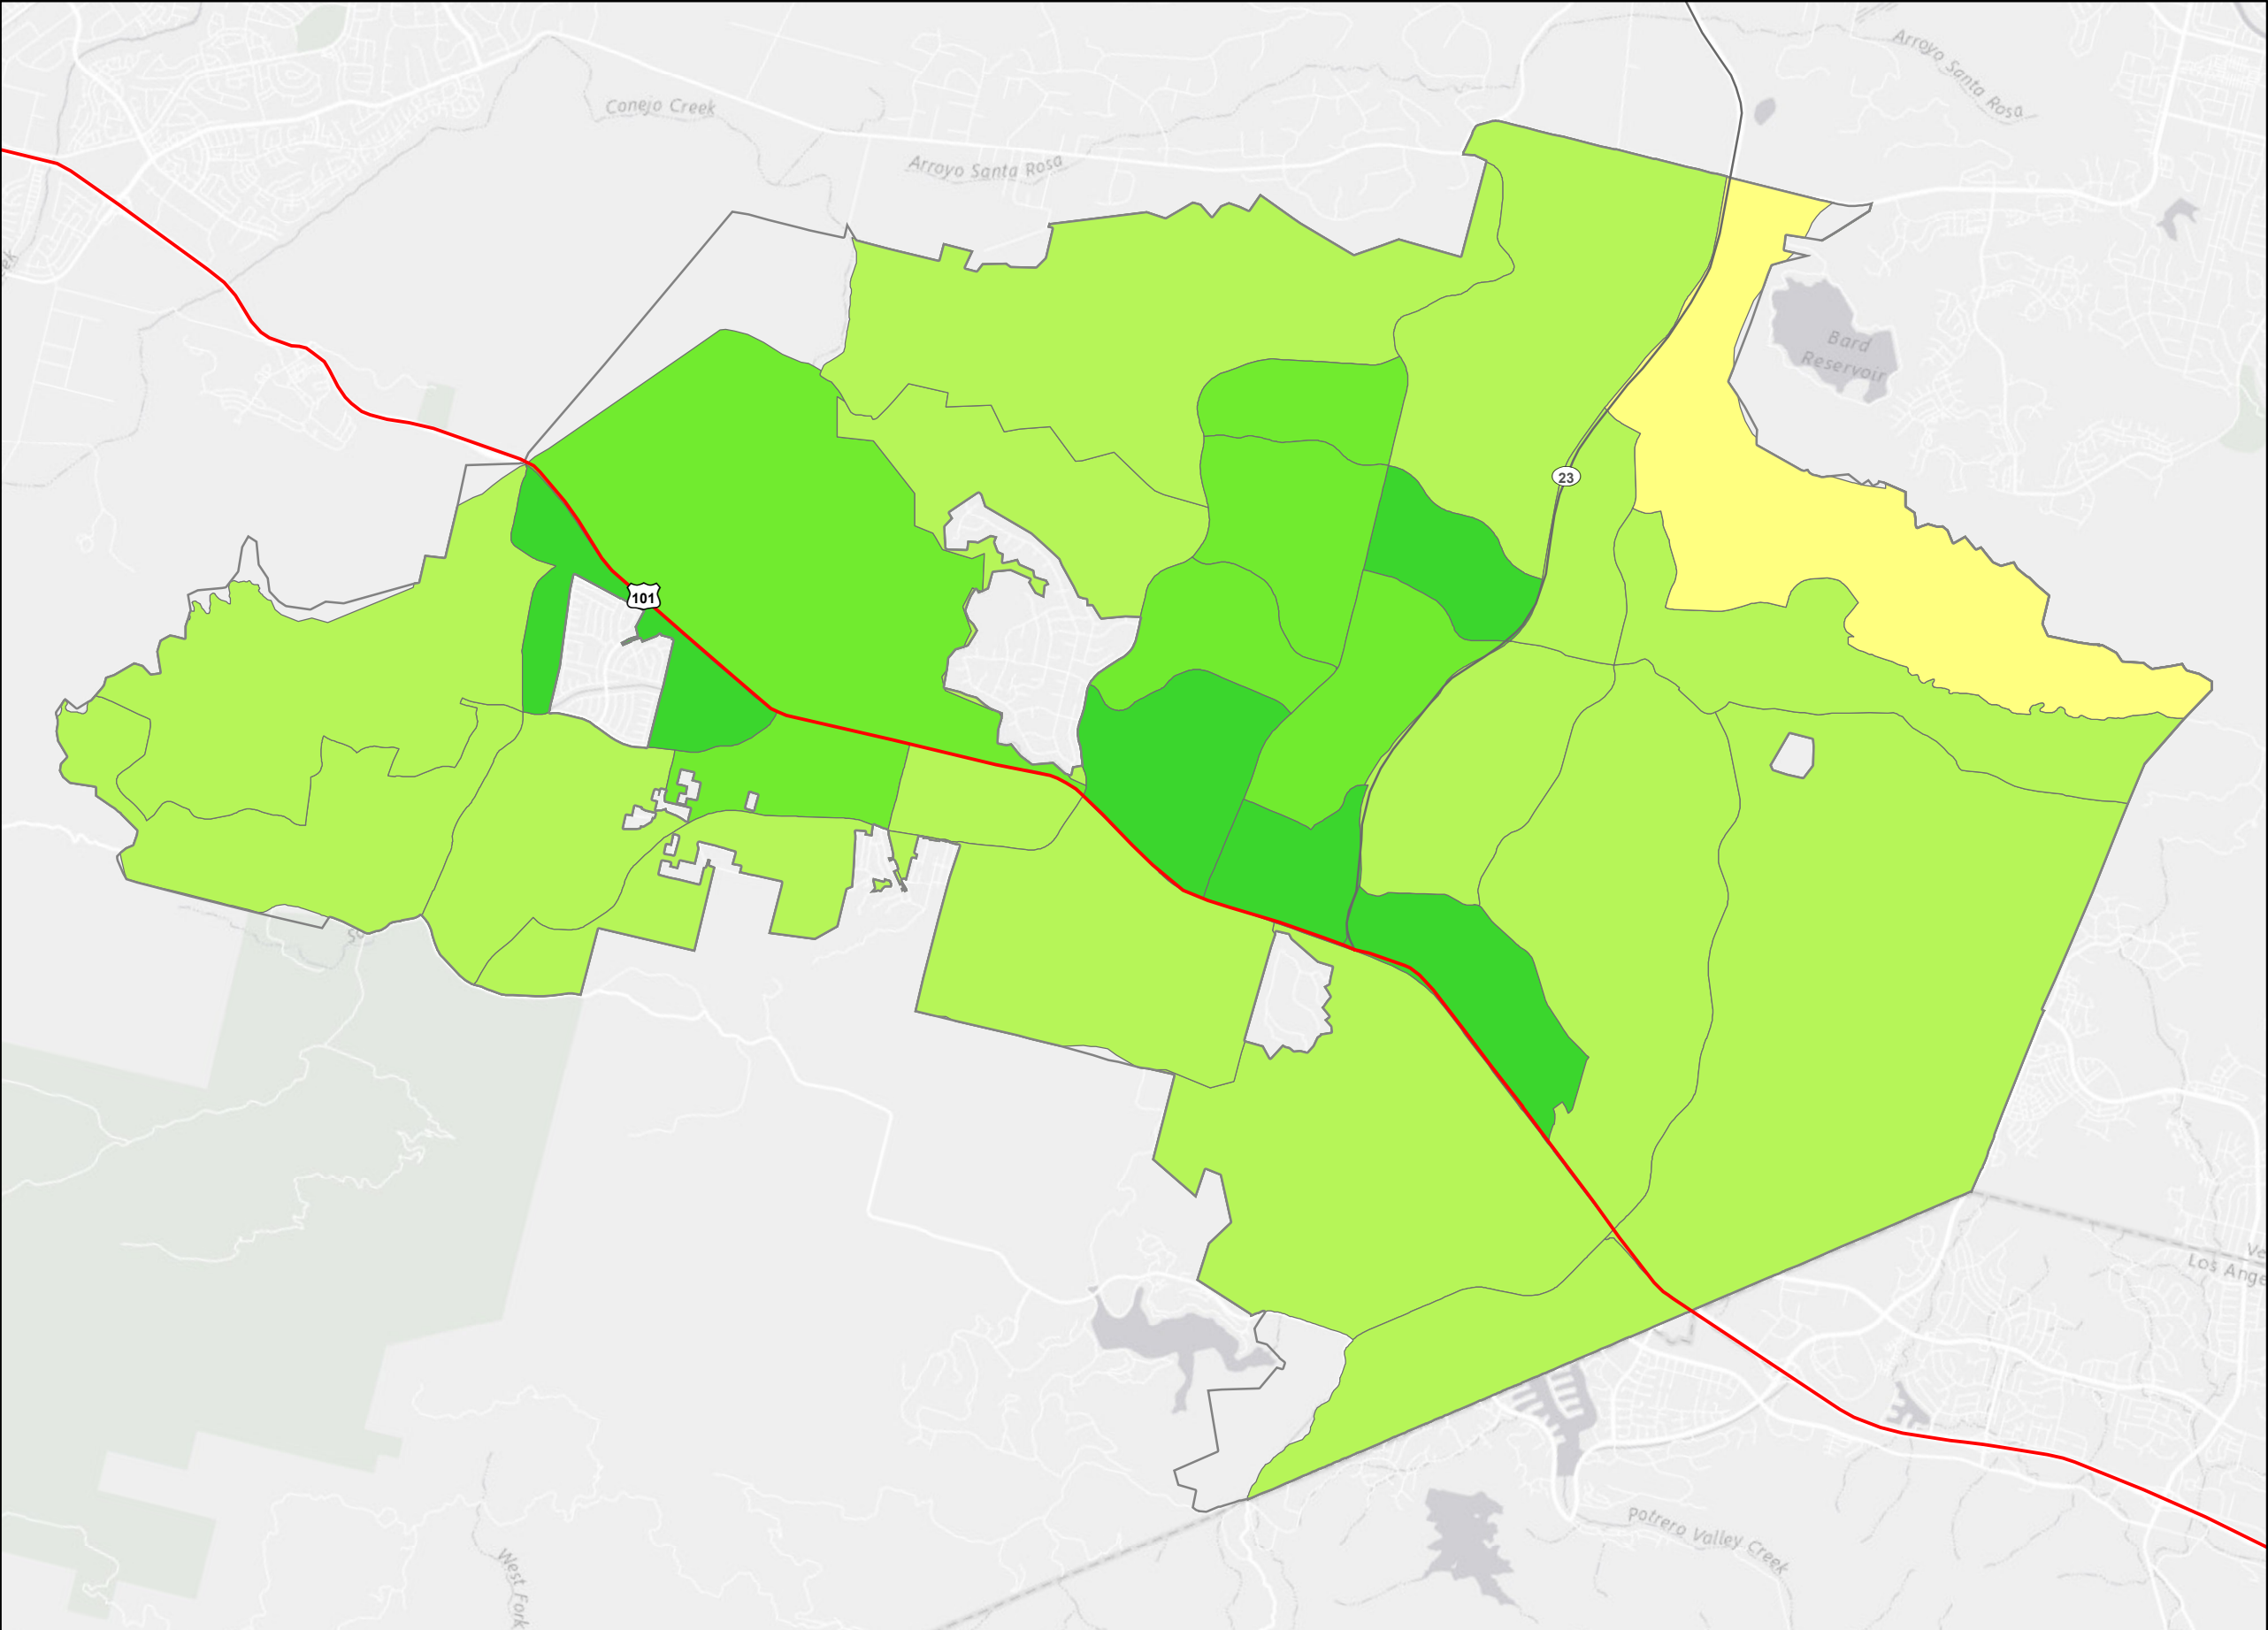 Arroyo Santa Rosa
Conejo Creek
Arroyo Santa Rosa
Bard
Reservoir
23
101
Los Ange
Potrero Valley Creek
West Fork